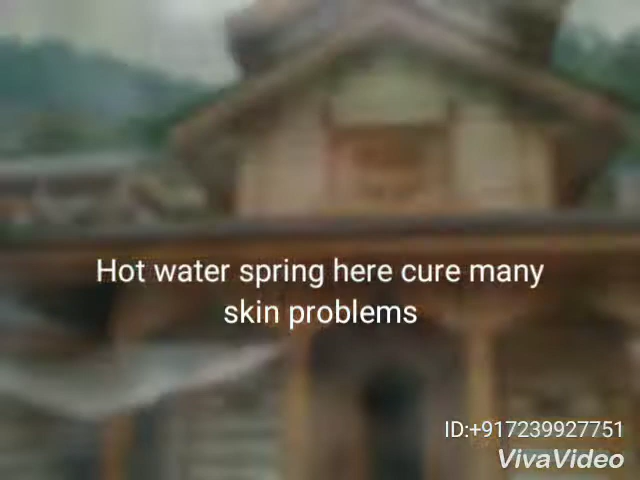 Hot water spring here cure many
skin problems
ID:+917239927751
VivaVideo